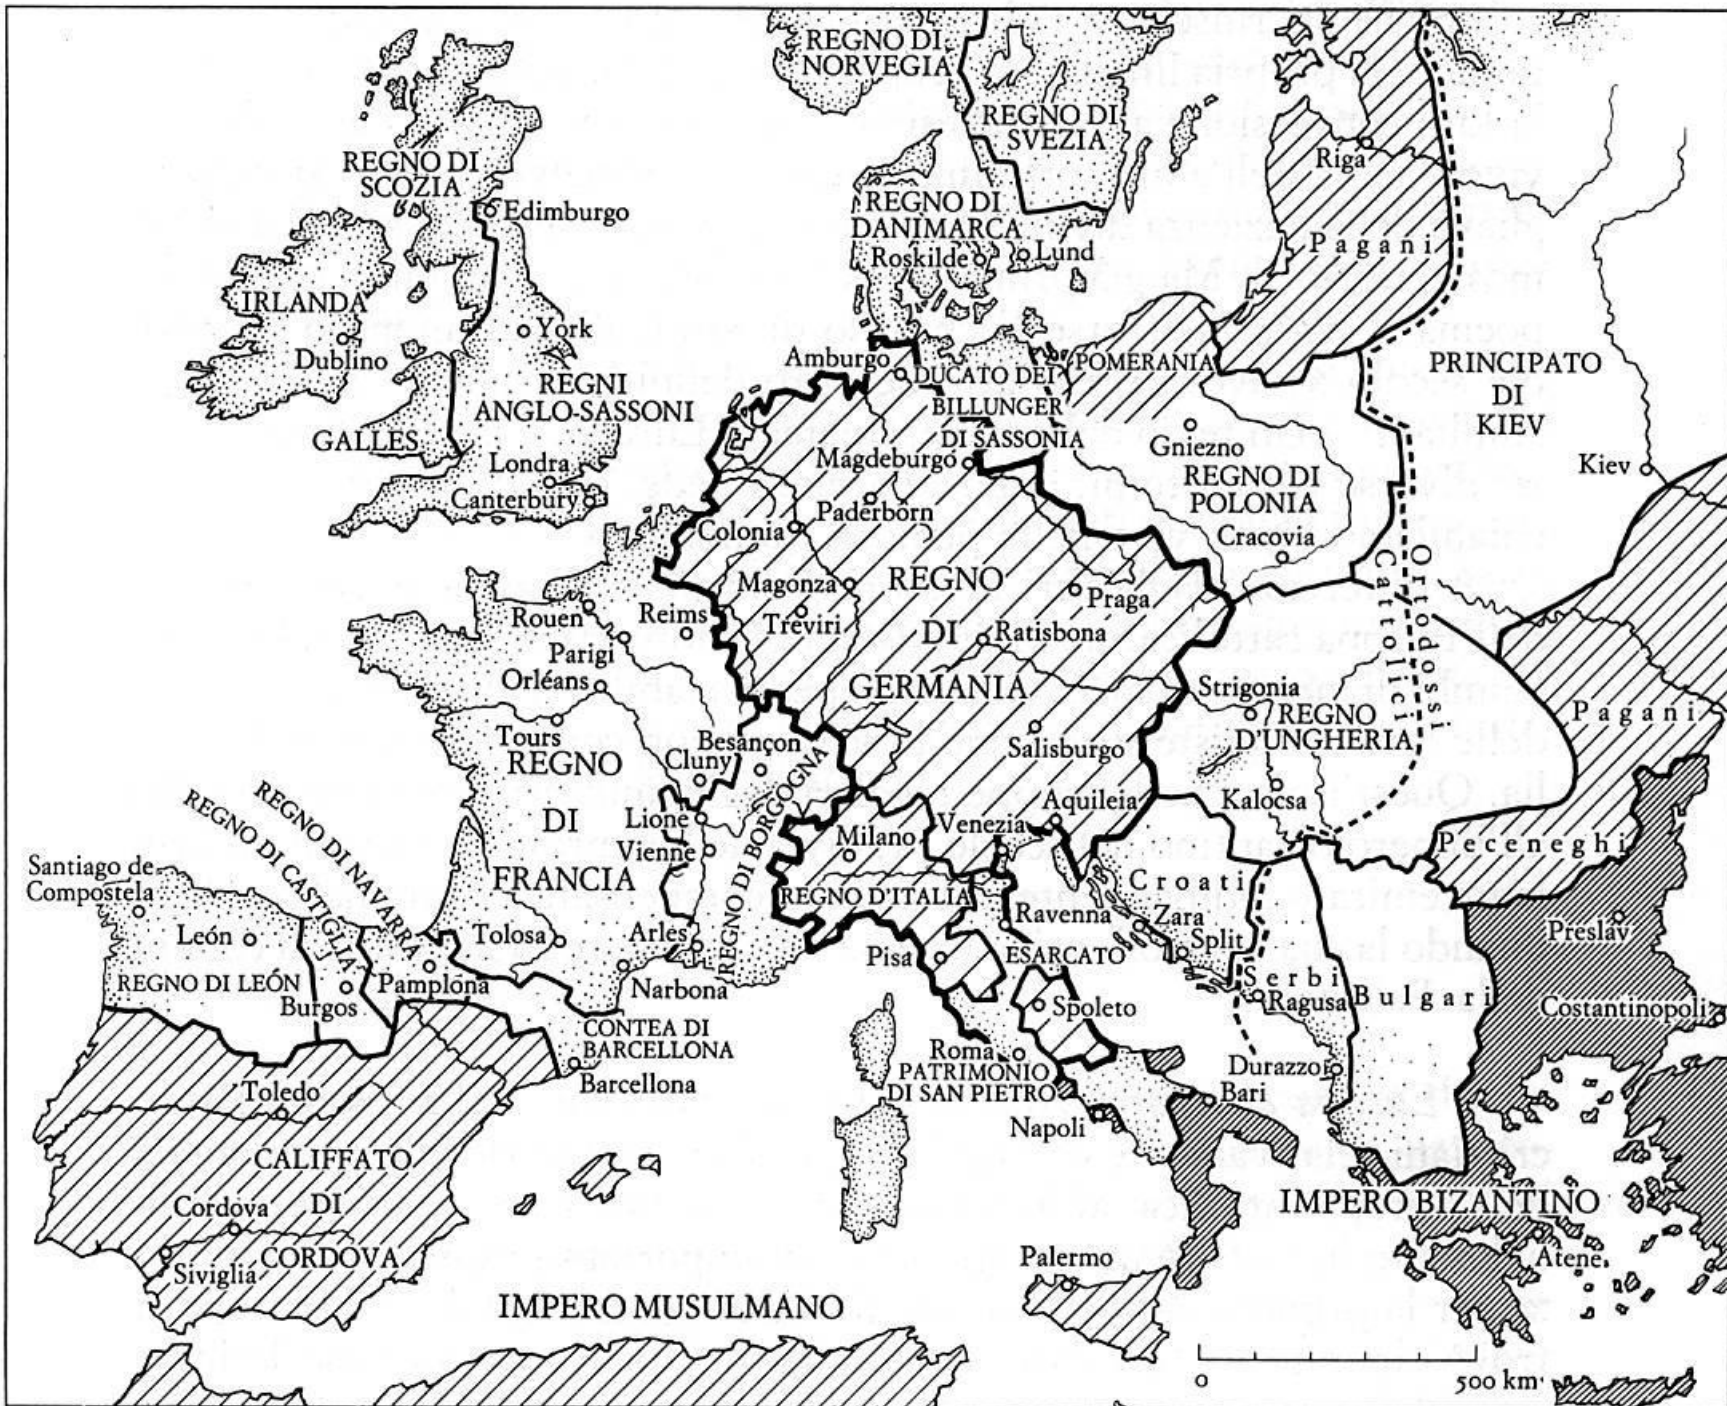 REGNO DI
NORVEGIA
REGNO DI
SVEZIA
REGNO DI
SCOZIA
Edimburgo
REGNO DI
DANIMARCA
Roskilde
Lund
Riga
Pagani
IRLANDA
Dublino
York
REGNI
ANGLO-SASSONI
GALLES
Londra
Canterbury
Amburgo
DUCATO DEI
BILLUNGER
DI SASSONIA
POMERANIA
PRINCIPATO
DI
KIEV
Kiev
Gniezno
REGNO DI
POLONIA
Cracovia
Magdeburgo
Paderborn
Colonia
Magonza
Treviri
REGNO
DI
GERMANIA
Praga
Ratisbona
Salisburgo
Cattolici
Ortodossi
Rouen
Reims
Parigi
Orléans
Tours
REGNO
DI
FRANCIA
Besançon
Cluny
Lione
Vienne
REGNO DI BORGOGNA
Strigonia
REGNO
D'UNGHERIA
Kalocsa
Pagani
Peceneghi
Aquileia
Venezia
Milano
REGNO D'ITALIA
Croati
Zara
Split
Serbi
Ragusa
Bulgari
Preslav
Costantinopoli
REGNO DI NAVARRA
REGNO DI CASTIGLIA
Santiago de
Compostela
León
REGNO DI LEÓN
Burgos
Pamplona
Tolosa
Arles
Narbona
Pisa
Ravenna
ESARCATO
Spoleto
CONTEA DI
BARCELLONA
Barcellona
Roma
PATRIMONIO
DI SAN PIETRO
Napoli
Durazzo
Bari
Toledo
CALIFFATO
DI
CORDOVA
Cordova
Siviglia
IMPERO BIZANTINO
Atene
Palermo
IMPERO MUSULMANO
0 500 km